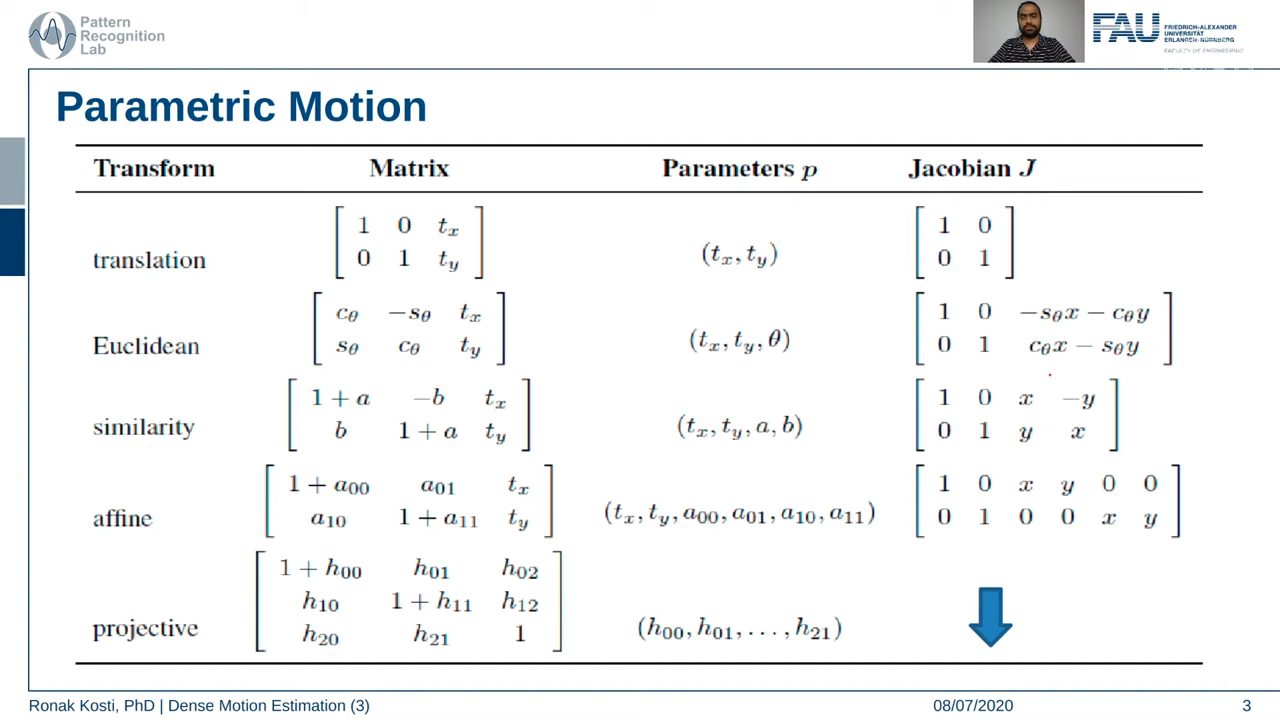 Pattern
Recognition
Lab
FAU FRIEDRICH-ALEXANDER
UNIVERSITÄT
ERLANGEN-NÜRNBERG
FACULTY OF ENGINEERING
Parametric Motion
Transform Matrix Parameters p Jacobian J
translation [ 1 0 t_x ; 0 1 t_y ] (t_x, t_y) [ 1 0 ; 0 1 ]
Euclidean [ c_θ −s_θ t_x ; s_θ c_θ t_y ] (t_x, t_y, θ) [ 1 0 −s_θx − c_θy ; 0 1 c_θx − s_θy ]
similarity [ 1 + a −b t_x ; b 1 + a t_y ] (t_x, t_y, a, b) [ 1 0 x −y ; 0 1 y x ]
affine [ 1 + a_00 a_01 t_x ; a_10 1 + a_11 t_y ] (t_x, t_y, a_00, a_01, a_10, a_11) [ 1 0 x y 0 0 ; 0 1 0 0 x y ]
projective [ 1 + h_00 h_01 h_02 ; h_10 1 + h_11 h_12 ; h_20 h_21 1 ] (h_00, h_01, . . . , h_21)
Ronak Kosti, PhD | Dense Motion Estimation (3) 08/07/2020 3